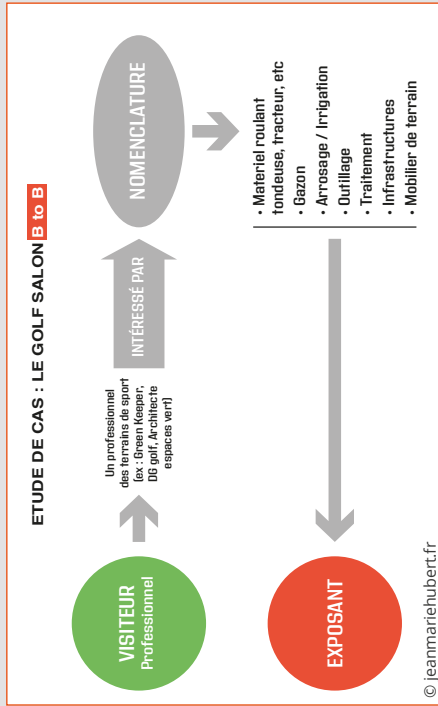 ETUDE DE CAS : LE GOLF SALON B to B
VISITEUR
Professionnel
Un professionnel
des terrains de sport
(ex : Green Keeper,
DG golf, Architecte
espaces vert)
INTÉRESSÉ PAR
NOMENCLATURE
• Materiel roulant
tondeuse, tracteur, etc
• Gazon
• Arrosage / Irrigation
• Outillage
• Traitement
• Infrastructures
• Mobilier de terrain
EXPOSANT
© jeanmariehubert.fr